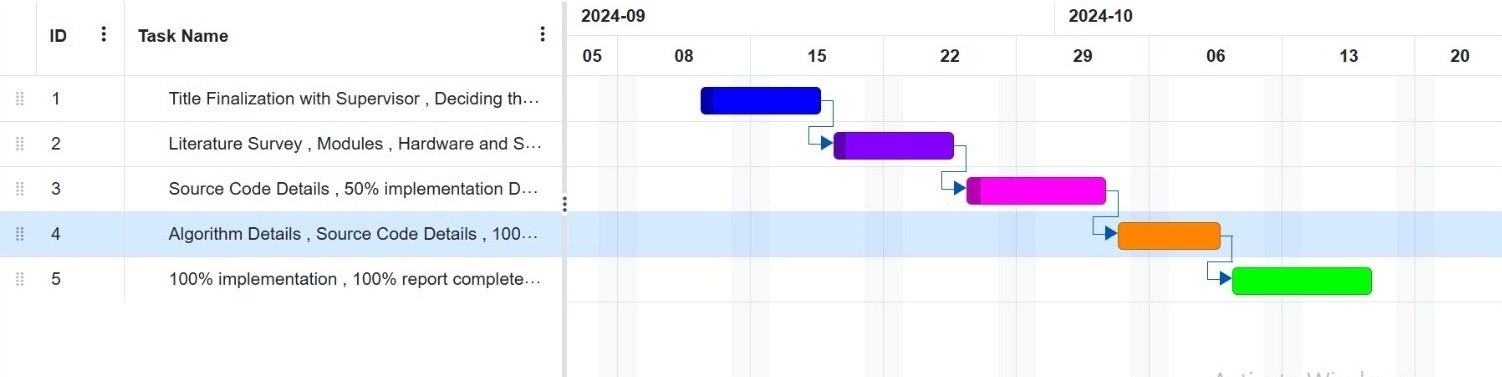 2024-09 2024-10
ID Task Name
05 08 15 22 29 06 13 20
1 Title Finalization with Supervisor , Deciding th...
2 Literature Survey , Modules , Hardware and S...
3 Source Code Details , 50% implementation D...
4 Algorithm Details , Source Code Details , 100...
5 100% implementation , 100% report complete...